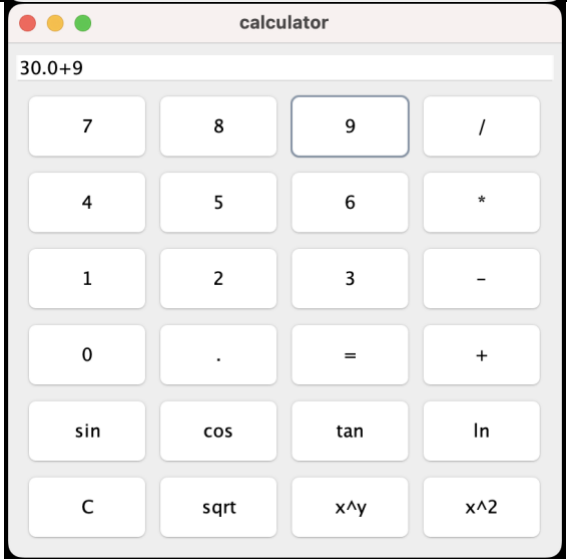 calculator
30.0+9
7 8 9 /
4 5 6 *
1 2 3 -
0 . = +
sin cos tan ln
C sqrt x^y x^2